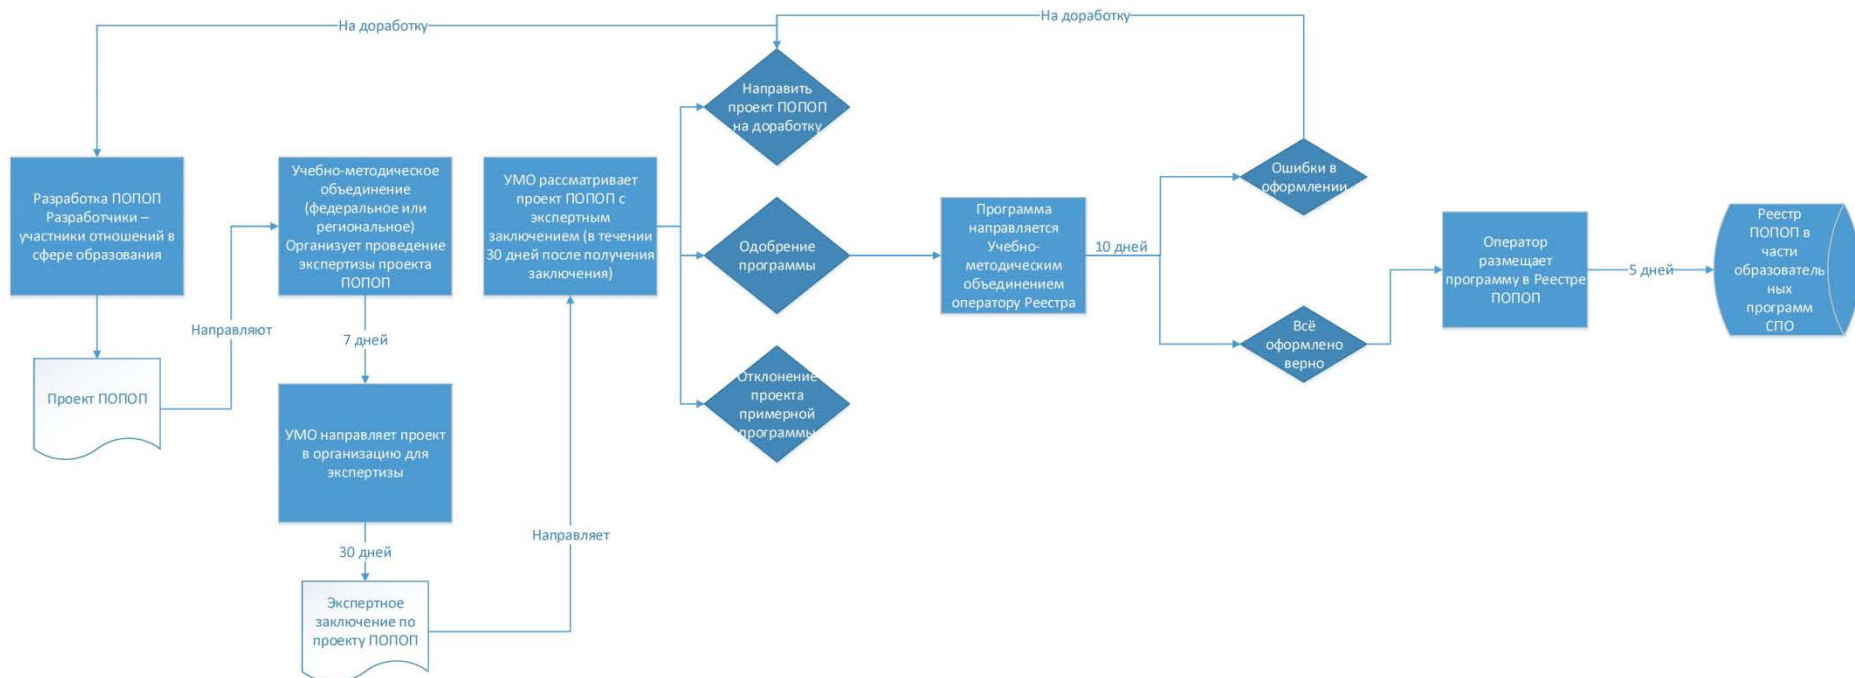 На доработку
На доработку
Направить
проект ПОПОП
на доработку
Разработка ПОПОП
Разработчики –
участники отношений в
сфере образования
Направляют
Проект ПОПОП
Учебно-методическое
объединение
(федеральное или
региональное)
Организует проведение
экспертизы проекта
ПОПОП
7 дней
УМО направляет проект
в организацию для
экспертизы
30 дней
Экспертное
заключение по
проекту ПОПОП
Направляет
УМО рассматривает
проект ПОПОП с
экспертным
заключением (в течении
30 дней после получения
заключения)
Одобрение
программы
Отклонение
проекта
примерной
программы
Программа
направляется
Учебно-
методическим
объединением
оператору Реестра
10 дней
Ошибки в
оформлении
Всё
оформлено
верно
Оператор
размещает
программу в Реестре
ПОПОП
5 дней
Реестр
ПОПОП в
части
образователь
ных
программ
СПО